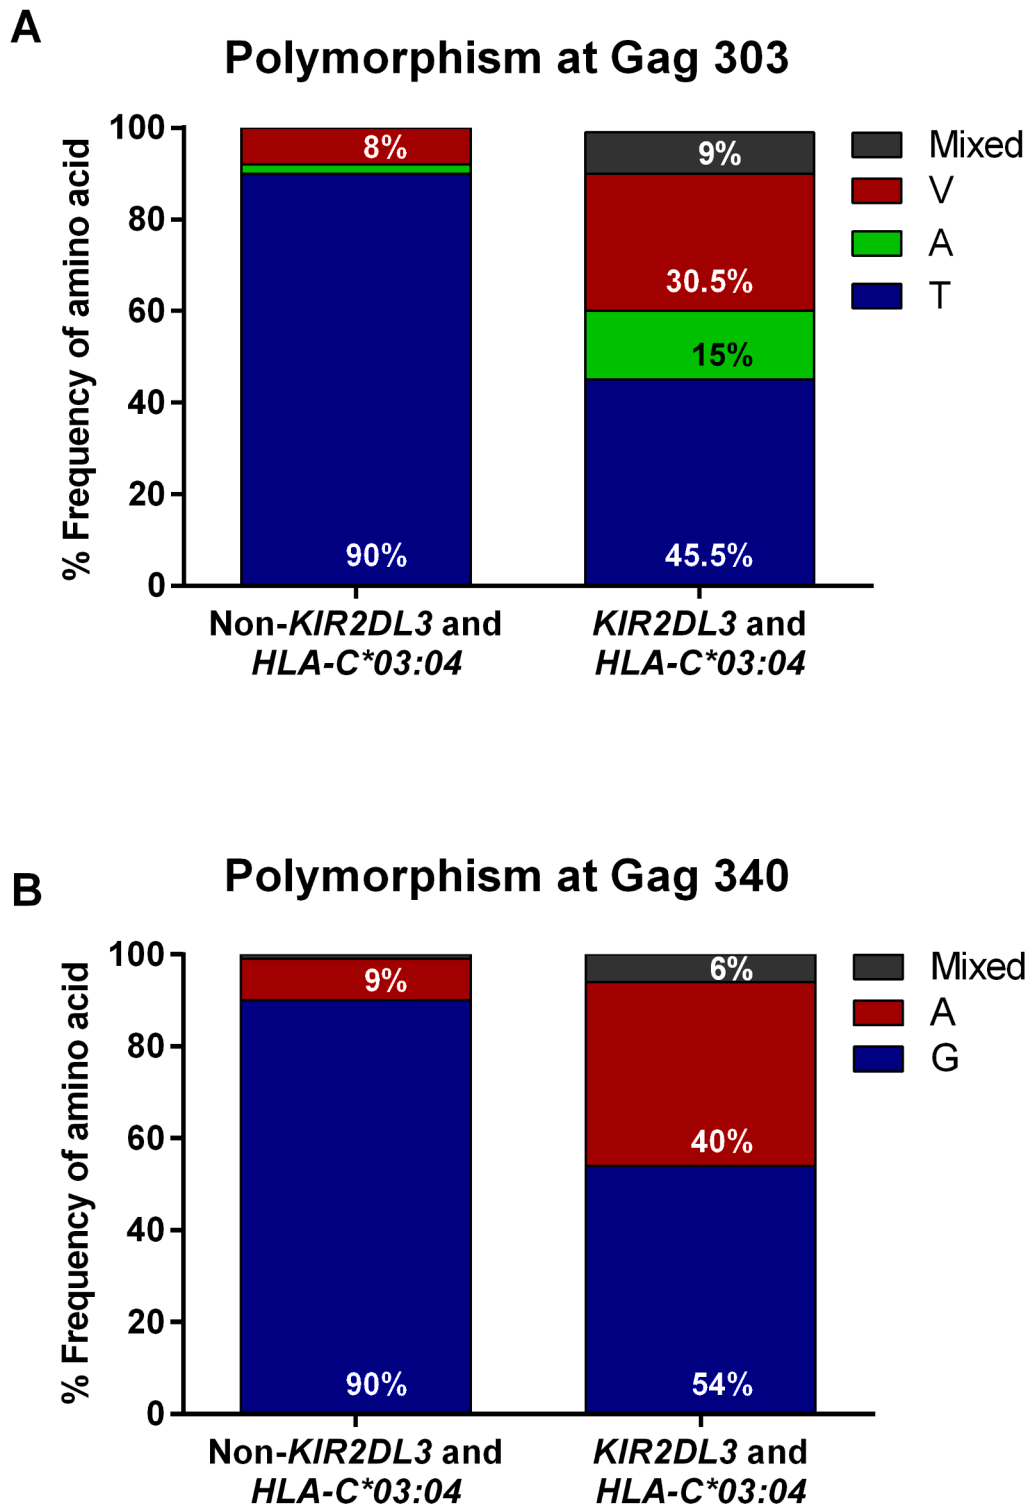 A
Polymorphism at Gag 303
% Frequency of amino acid
100
80
60
40
20
0
8%
90%
9%
30.5%
15%
45.5%
Non-KIR2DL3 and
HLA-C*03:04
KIR2DL3 and
HLA-C*03:04
Mixed
V
A
T
B
Polymorphism at Gag 340
% Frequency of amino acid
100
80
60
40
20
0
9%
90%
6%
40%
54%
Non-KIR2DL3 and
HLA-C*03:04
KIR2DL3 and
HLA-C*03:04
Mixed
A
G